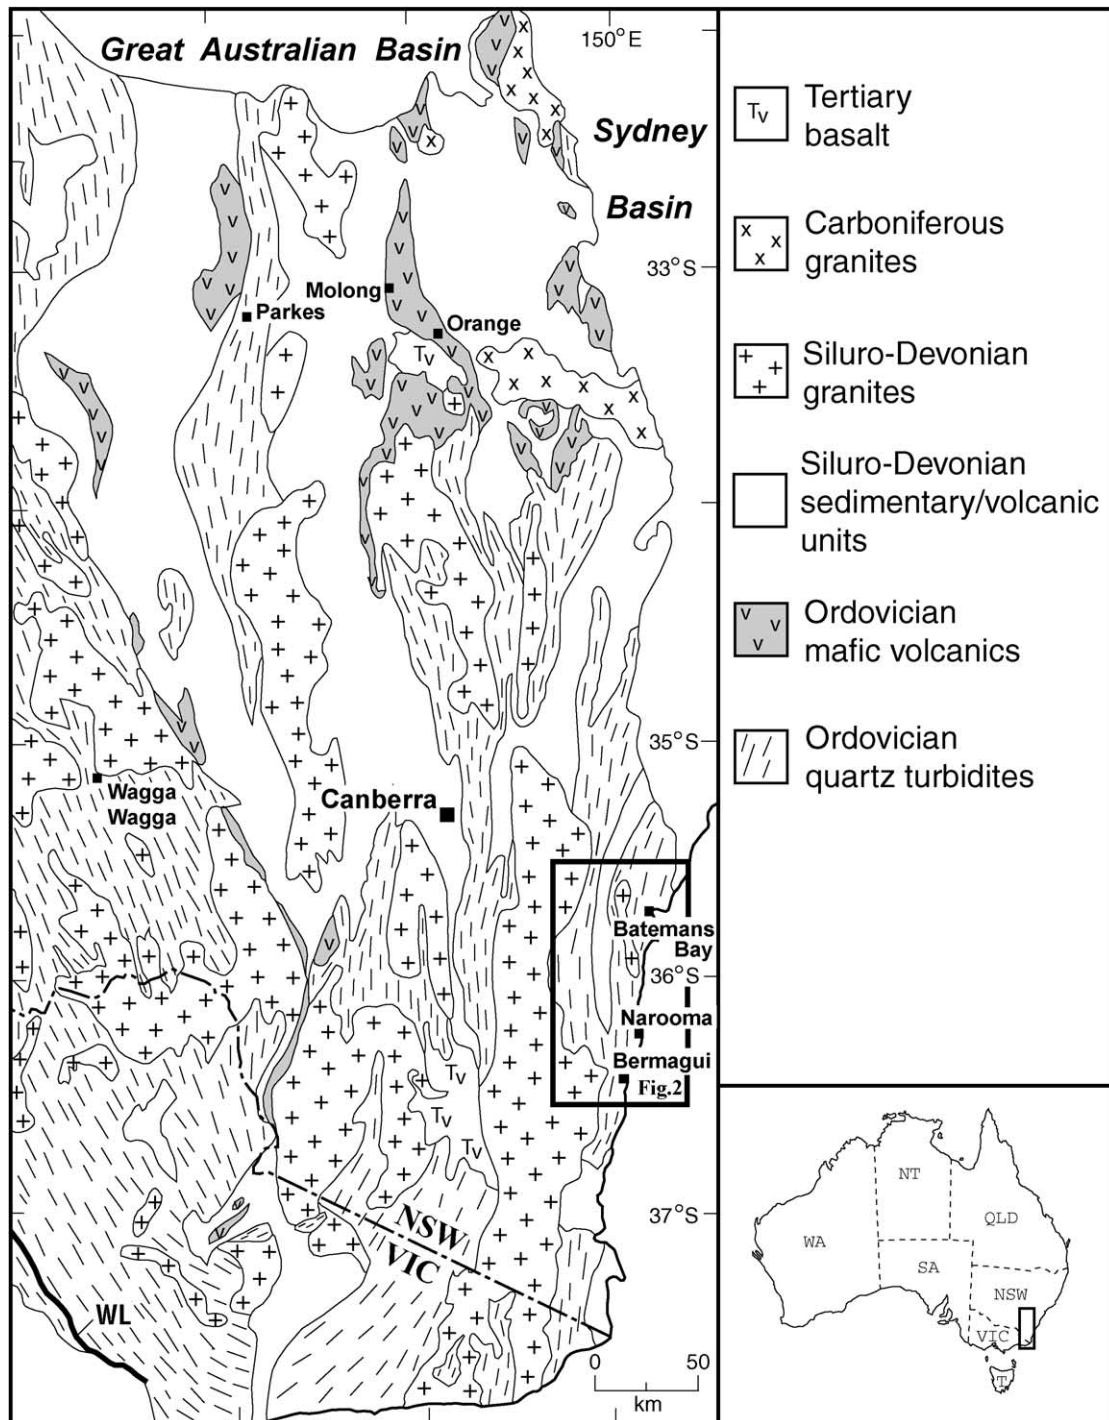 Great Australian Basin
150°E
Sydney
Basin
33°S
Molong
Parkes
Orange
Tv
35°S
Wagga
Wagga
Canberra
Batemans
Bay
36°S
Narooma
Bermagui
Fig.2
Tv
Tv
Tv
37°S
NSW
VIC
WL
0 50
km
Tv
Tertiary
basalt
Carboniferous
granites
Siluro-Devonian
granites
Siluro-Devonian
sedimentary/volcanic
units
Ordovician
mafic volcanics
Ordovician
quartz turbidites
NT
QLD
WA
SA
NSW
VIC
T